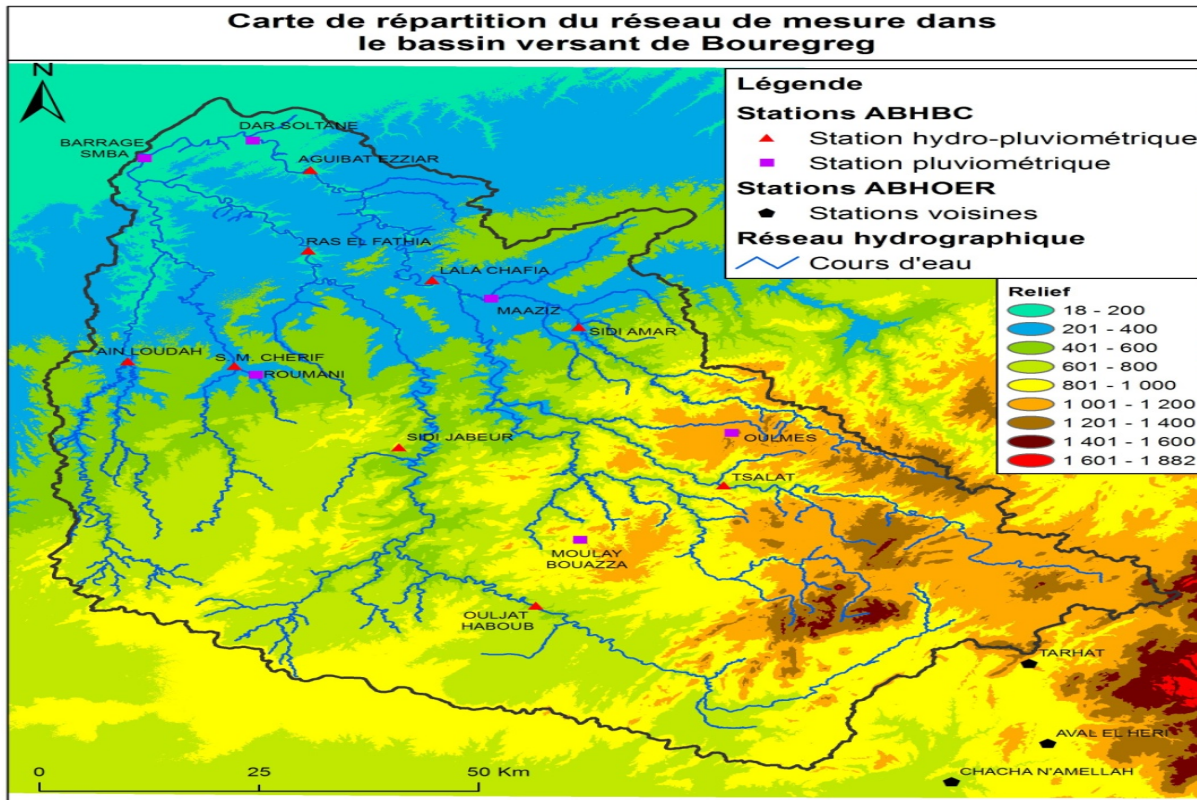 Carte de répartition du réseau de mesure dans
le bassin versant de Bouregreg
N
Légende
Stations ABHBC
Station hydro-pluviométrique
Station pluviométrique
Stations ABHOER
Stations voisines
Réseau hydrographique
Cours d'eau
Relief
18 - 200
201 - 400
401 - 600
601 - 800
801 - 1 000
1 001 - 1 200
1 201 - 1 400
1 401 - 1 600
1 601 - 1 882
DAR SOLTANE
BARRAGE
SMBA
AGUIBAT EZZIAR
RAS EL FATHIA
LALA CHAFIA
MAAZIZ
SIDI AMAR
AIN LOUDAH
S. M. CHERIF
ROUMANI
SIDI JABEUR
OULMES
TSALAT
MOULAY
BOUAZZA
OULJAT
HABOUB
TARHAT
AVAL EL HERI
CHACHA N'AMELLAH
0 25 50 Km